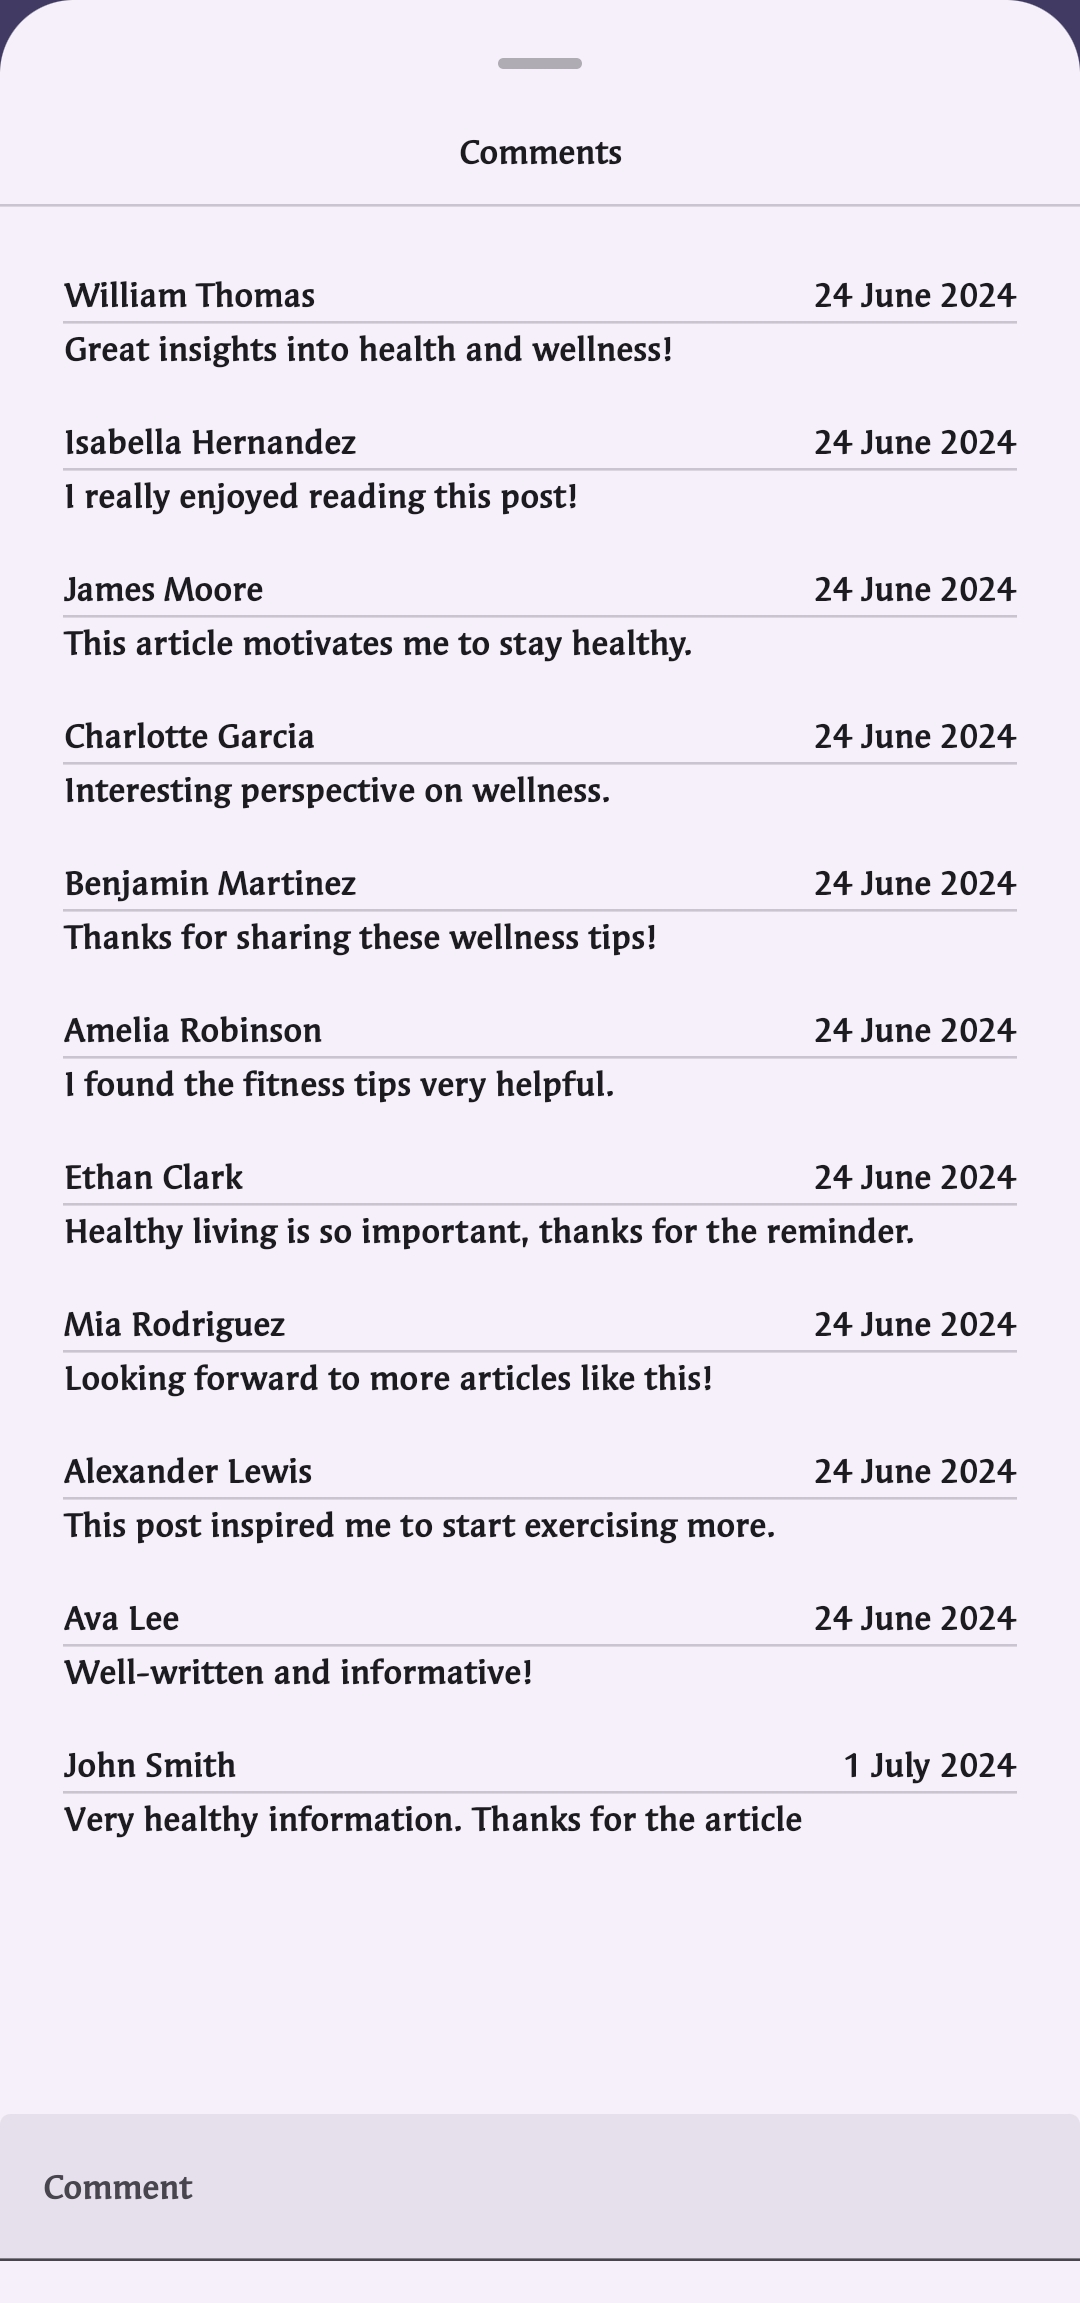 Comments
William Thomas 24 June 2024
Great insights into health and wellness!
Isabella Hernandez 24 June 2024
I really enjoyed reading this post!
James Moore 24 June 2024
This article motivates me to stay healthy.
Charlotte Garcia 24 June 2024
Interesting perspective on wellness.
Benjamin Martinez 24 June 2024
Thanks for sharing these wellness tips!
Amelia Robinson 24 June 2024
I found the fitness tips very helpful.
Ethan Clark 24 June 2024
Healthy living is so important, thanks for the reminder.
Mia Rodriguez 24 June 2024
Looking forward to more articles like this!
Alexander Lewis 24 June 2024
This post inspired me to start exercising more.
Ava Lee 24 June 2024
Well-written and informative!
John Smith 1 July 2024
Very healthy information. Thanks for the article
Comment